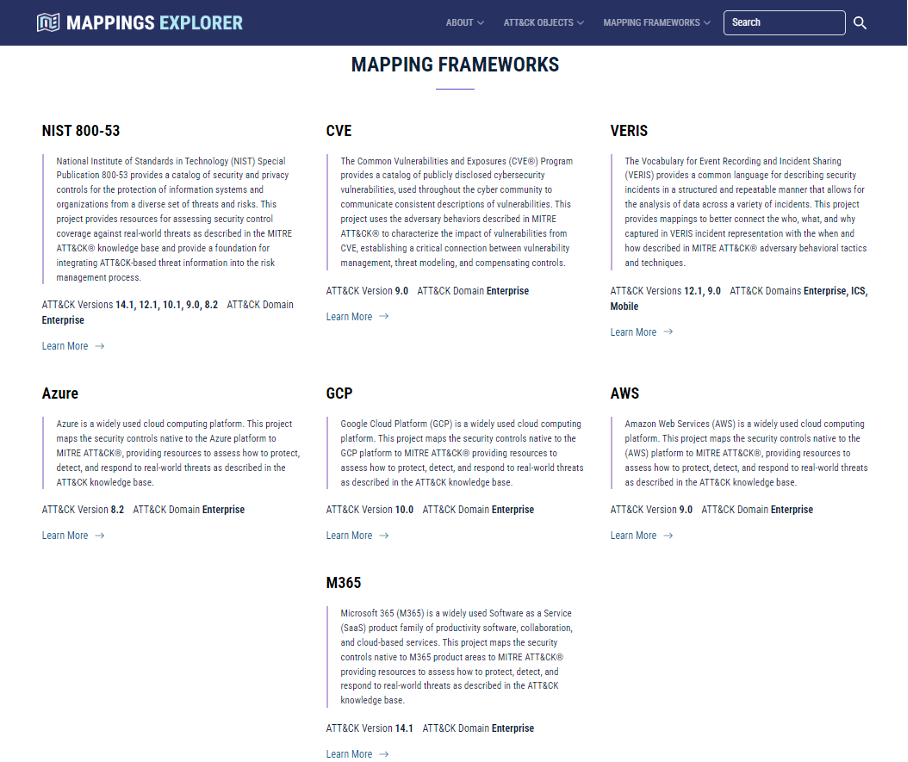 MAPPINGS EXPLORER
ABOUT
ATT&CK OBJECTS
MAPPING FRAMEWORKS
Search
MAPPING FRAMEWORKS
NIST 800-53
National Institute of Standards in Technology (NIST) Special
Publication 800-53 provides a catalog of security and privacy
controls for the protection of information systems and
organizations from a diverse set of threats and risks. This
project provides resources for assessing security control
coverage against real-world threats as described in the MITRE
ATT&CK® knowledge base and provide a foundation for
integrating ATT&CK-based threat information into the risk
management process.
ATT&CK Versions 14.1, 12.1, 10.1, 9.0, 8.2 ATT&CK Domain
Enterprise
Learn More →
CVE
The Common Vulnerabilities and Exposures (CVE®) Program
provides a catalog of publicly disclosed cybersecurity
vulnerabilities, used throughout the cyber community to
communicate consistent descriptions of vulnerabilities. This
project uses the adversary behaviors described in MITRE
ATT&CK® to characterize the impact of vulnerabilities from
CVE, establishing a critical connection between vulnerability
management, threat modeling, and compensating controls.
ATT&CK Version 9.0 ATT&CK Domain Enterprise
Learn More →
VERIS
The Vocabulary for Event Recording and Incident Sharing
(VERIS) provides a common language for describing security
incidents in a structured and repeatable manner that allows for
the analysis of data across a variety of incidents. This project
provides mappings to better connect the who, what, and why
captured in VERIS incident representation with the when and
how described in MITRE ATT&CK® adversary behavioral tactics
and techniques.
ATT&CK Versions 12.1, 9.0 ATT&CK Domains Enterprise, ICS,
Mobile
Learn More →
Azure
Azure is a widely used cloud computing platform. This project
maps the security controls native to the Azure platform to
MITRE ATT&CK®, providing resources to assess how to protect,
detect, and respond to real-world threats as described in the
ATT&CK knowledge base.
ATT&CK Version 8.2 ATT&CK Domain Enterprise
Learn More →
GCP
Google Cloud Platform (GCP) is a widely used cloud computing
platform. This project maps the security controls native to the
GCP platform to MITRE ATT&CK® providing resources to
assess how to protect, detect, and respond to real-world threats
as described in the ATT&CK knowledge base.
ATT&CK Version 10.0 ATT&CK Domain Enterprise
Learn More →
AWS
Amazon Web Services (AWS) is a widely used cloud computing
platform. This project maps the security controls native to the
(AWS) platform to MITRE ATT&CK®, providing resources to
assess how to protect, detect, and respond to real-world threats
as described in the ATT&CK knowledge base.
ATT&CK Version 9.0 ATT&CK Domain Enterprise
Learn More →
M365
Microsoft 365 (M365) is a widely used Software as a Service
(SaaS) product family of productivity software, collaboration,
and cloud-based services. This project maps the security
controls native to M365 product areas to MITRE ATT&CK®
providing resources to assess how to protect, detect, and
respond to real-world threats as described in the ATT&CK
knowledge base.
ATT&CK Version 14.1 ATT&CK Domain Enterprise
Learn More →